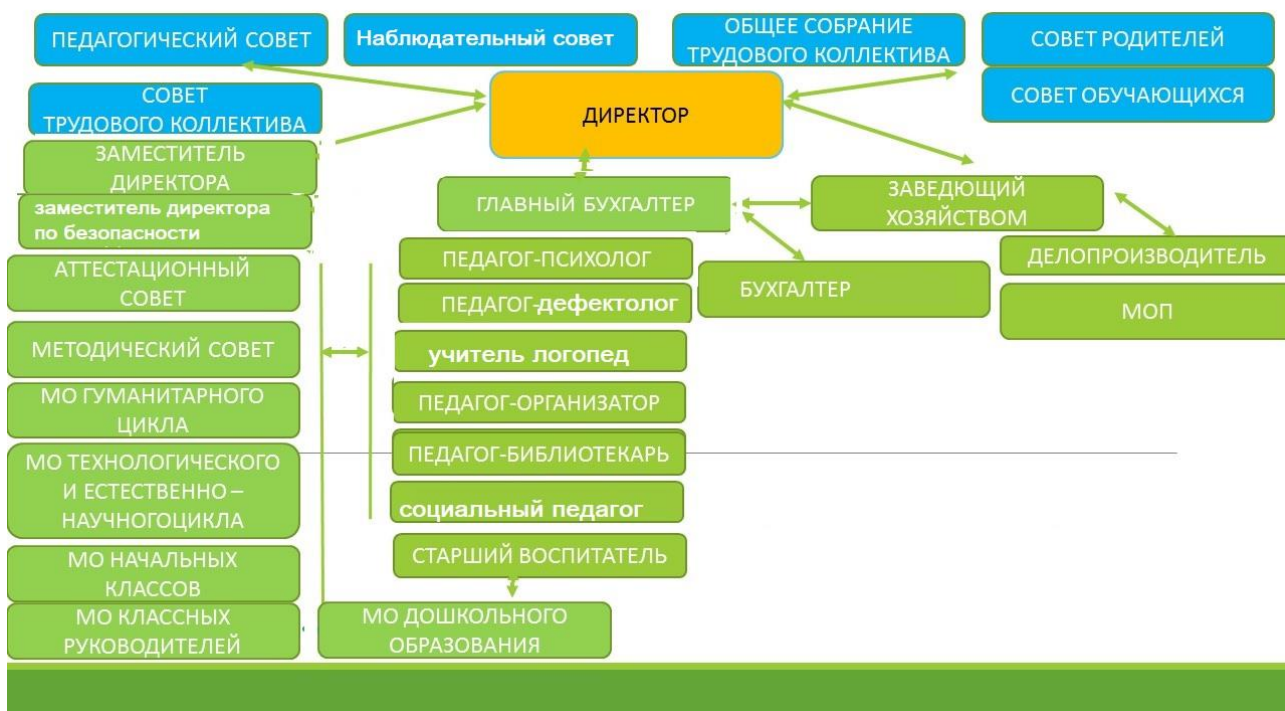 ПЕДАГОГИЧЕСКИЙ СОВЕТ
Наблюдательный совет
ОБЩЕЕ СОБРАНИЕ
ТРУДОВОГО КОЛЛЕКТИВА
СОВЕТ РОДИТЕЛЕЙ
СОВЕТ ОБУЧАЮЩИХСЯ
СОВЕТ
ТРУДОВОГО КОЛЛЕКТИВА
ДИРЕКТОР
ЗАМЕСТИТЕЛЬ
ДИРЕКТОРА
заместитель директора
по безопасности
ГЛАВНЫЙ БУХГАЛТЕР
ЗАВЕДЮЩИЙ
ХОЗЯЙСТВОМ
АТТЕСТАЦИОННЫЙ
СОВЕТ
ПЕДАГОГ-ПСИХОЛОГ
БУХГАЛТЕР
ДЕЛОПРОИЗВОДИТЕЛЬ
ПЕДАГОГ-дефектолог
МОП
МЕТОДИЧЕСКИЙ СОВЕТ
учитель логопед
МО ГУМАНИТАРНОГО
ЦИКЛА
ПЕДАГОГ-ОРГАНИЗАТОР
МО ТЕХНОЛОГИЧЕСКОГО
И ЕСТЕСТВЕННО –
НАУЧНОГОЦИКЛА
ПЕДАГОГ-БИБЛИОТЕКАРЬ
социальный педагог
МО НАЧАЛЬНЫХ
КЛАССОВ
СТАРШИЙ ВОСПИТАТЕЛЬ
МО КЛАССНЫХ
РУКОВОДИТЕЛЕЙ
МО ДОШКОЛЬНОГО
ОБРАЗОВАНИЯ